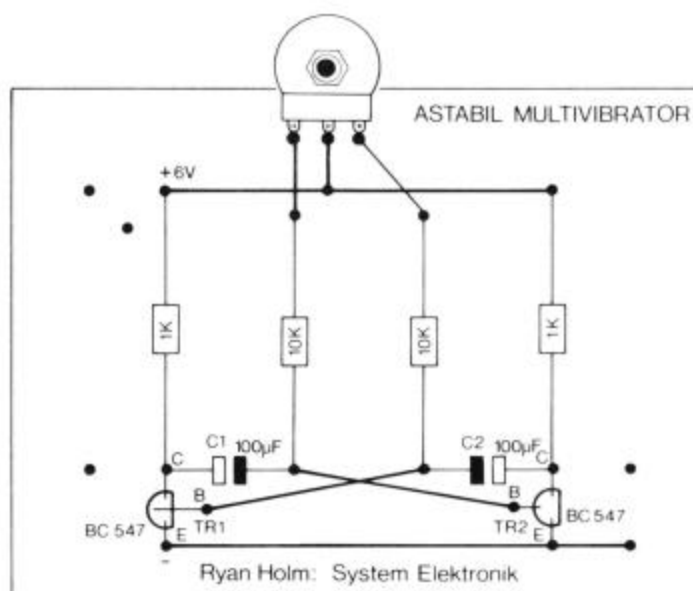 ASTABIL MULTIVIBRATOR
+6V
1K
10K
10K
1K
C1
100µF
C2
100µF
C
C
B
B
BC 547
TR1
TR2
BC 547
E
E
-
Ryan Holm: System Elektronik